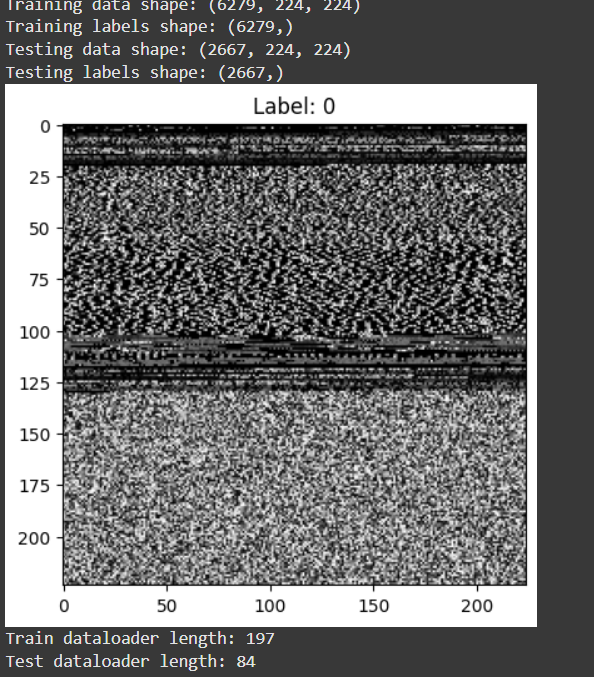 Training data shape: (6279, 224, 224)
Training labels shape: (6279,)
Testing data shape: (2667, 224, 224)
Testing labels shape: (2667,)
Label: 0
0
25
50
75
100
125
150
175
200
0 50 100 150 200
Train dataloader length: 197
Test dataloader length: 84